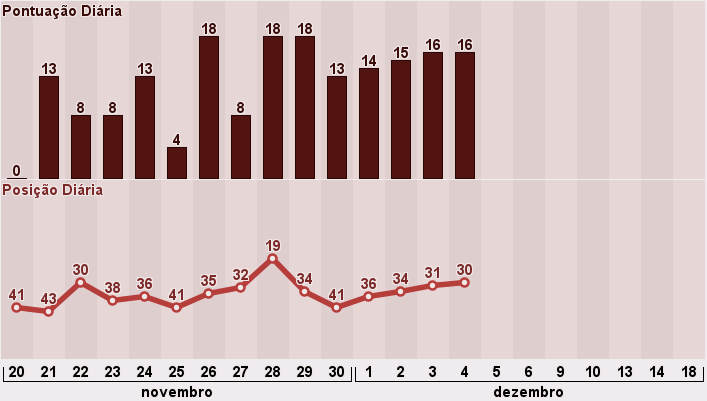 Pontuação Diária
0 13 8 8 13 4 18 8 18 18 13 14 15 16 16
Posição Diária
41 43 30 38 36 41 35 32 19 34 41 36 34 31 30
20 21 22 23 24 25 26 27 28 29 30 1 2 3 4 5 6 9 10 13 14 18
novembro dezembro